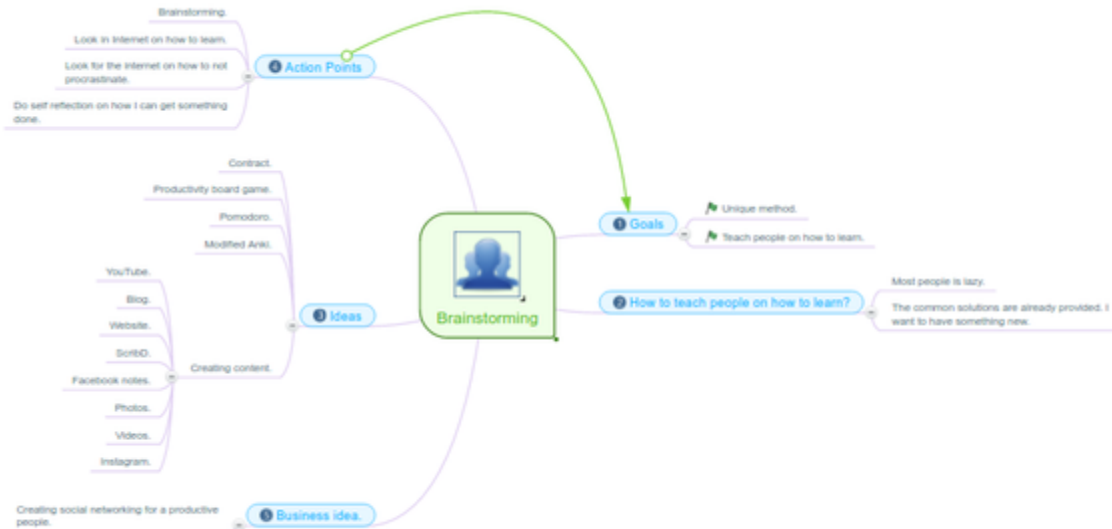 Brainstorming.
Look in Internet on how to learn.
Look for the Internet on how to not
procrastinate.
Do self reflection on how I can get something
done.
4 Action Points
Contract.
Productivity board game.
Pomodoro.
Modified Anki.
YouTube.
Blog.
Website.
ScribD.
Facebook notes.
Photos.
Videos.
Instagram.
Creating content.
3 Ideas
Creating social networking for a productive
people.
5 Business idea.
Brainstorming
1 Goals
Unique method.
Teach people on how to learn.
2 How to teach people on how to learn?
Most people is lazy.
The common solutions are already provided. I
want to have something new.